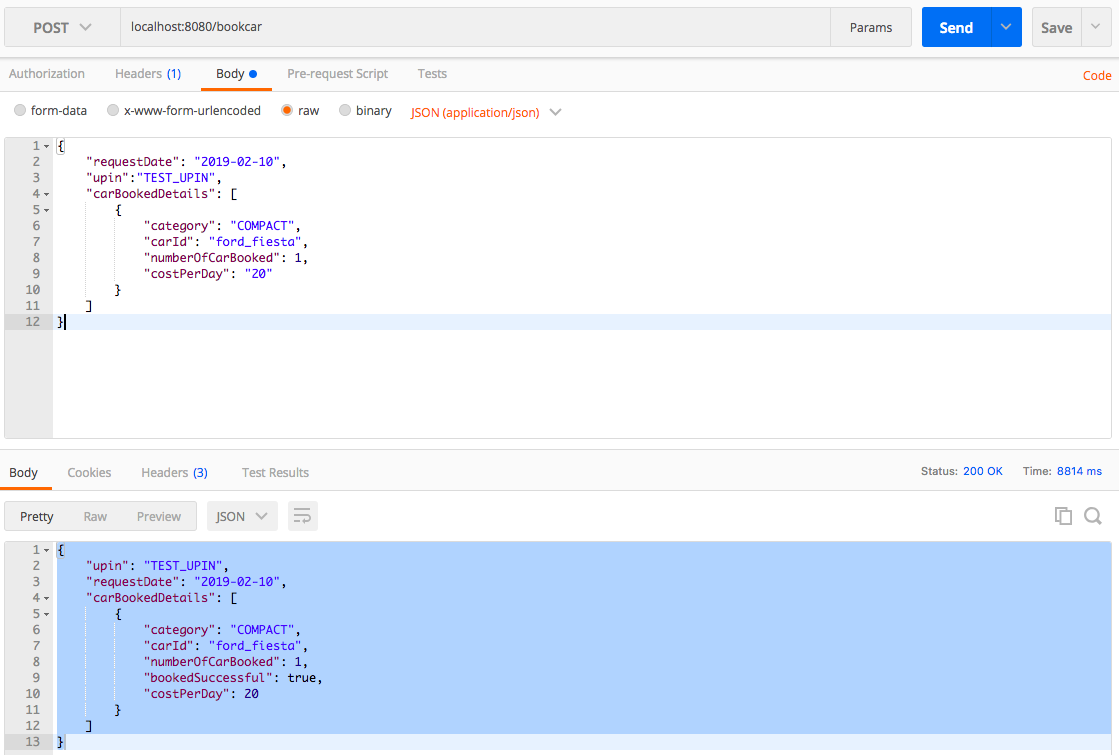 POST localhost:8080/bookcar Params Send Save
Authorization Headers (1) Body Pre-request Script Tests Code
form-data x-www-form-urlencoded raw binary JSON (application/json)
1 {
2 "requestDate": "2019-02-10",
3 "upin":"TEST_UPIN",
4 "carBookedDetails": [
5 {
6 "category": "COMPACT",
7 "carId": "ford_fiesta",
8 "numberOfCarBooked": 1,
9 "costPerDay": "20"
10 }
11 ]
12 }
Body Cookies Headers (3) Test Results Status: 200 OK Time: 8814 ms
Pretty Raw Preview JSON
1 {
2 "upin": "TEST_UPIN",
3 "requestDate": "2019-02-10",
4 "carBookedDetails": [
5 {
6 "category": "COMPACT",
7 "carId": "ford_fiesta",
8 "numberOfCarBooked": 1,
9 "bookedSuccessful": true,
10 "costPerDay": 20
11 }
12 ]
13 }